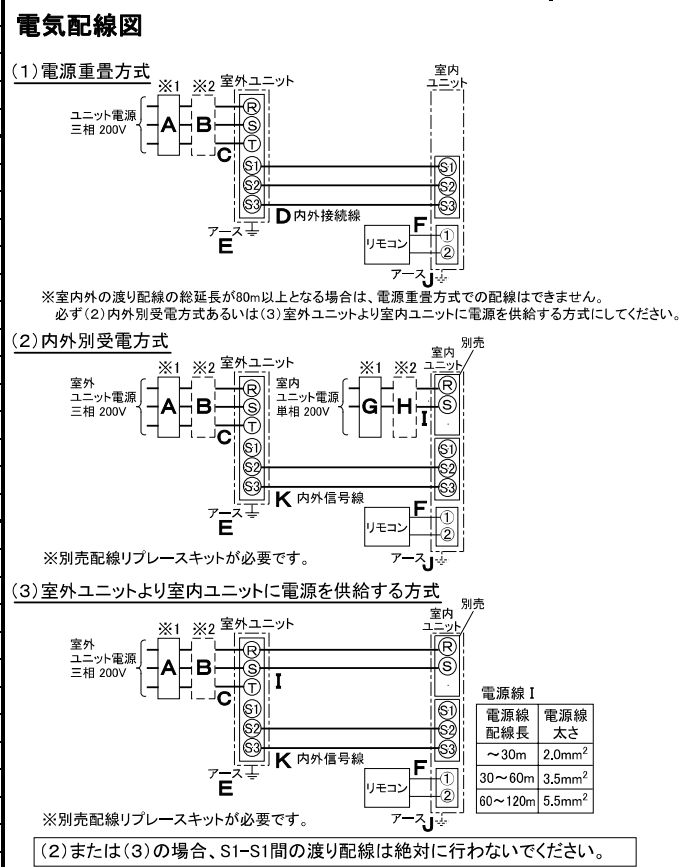 電気配線図
(1)電源重畳方式
※1 ※2 室外ユニット
室内
ユニット
ユニット電源
三相 200V
A B C
R
S
T
S1
S2
S3
S1
S2
S3
D 内外接続線
アース
E
リモコン
F
①
②
アース J
※室内外の渡り配線の総延長が80m以上となる場合は、電源重畳方式での配線はできません。
必ず(2)内外別受電方式あるいは(3)室外ユニットより室内ユニットに電源を供給する方式にしてください。
(2)内外別受電方式
※1 ※2 室外ユニット
室外
ユニット電源
三相 200V
A B C
R
S
T
S1
S2
S3
室内
ユニット電源
単相 200V
※1 ※2
G H I
室内
ユニット
別売
R
S
S1
S2
S3
K 内外信号線
アース
E
リモコン
F
①
②
アース J
※別売配線リプレースキットが必要です。
(3)室外ユニットより室内ユニットに電源を供給する方式
※1 ※2 室外ユニット
室外
ユニット電源
三相 200V
A B C
R
S
T
S1
S2
S3
I
室内
ユニット
別売
R
S
S1
S2
S3
K 内外信号線
アース
E
リモコン
F
①
②
アース J
電源線 I
電源線配線長 電源線太さ
～30m 2.0mm²
30～60m 3.5mm²
60～120m 5.5mm²
※別売配線リプレースキットが必要です。
(2)または(3)の場合、S1-S1間の渡り配線は絶対に行わないでください。